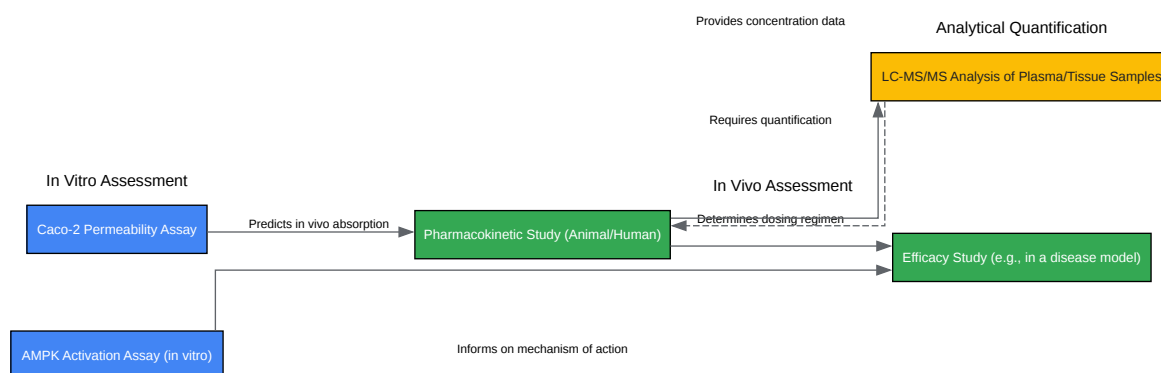 Provides concentration data
Analytical Quantification
LC-MS/MS Analysis of Plasma/Tissue Samples
Requires quantification
In Vitro Assessment
In Vivo Assessment
Caco-2 Permeability Assay
Predicts in vivo absorption
Pharmacokinetic Study (Animal/Human)
Determines dosing regimen
Efficacy Study (e.g., in a disease model)
AMPK Activation Assay (in vitro)
Informs on mechanism of action